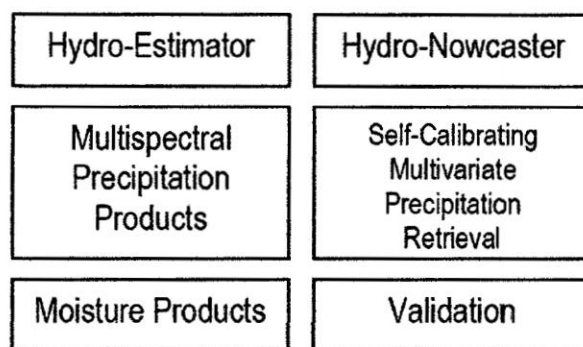 Hydro-Estimator
Hydro-Nowcaster
Multispectral
Precipitation
Products
Self-Calibrating
Multivariate
Precipitation
Retrieval
Moisture Products
Validation